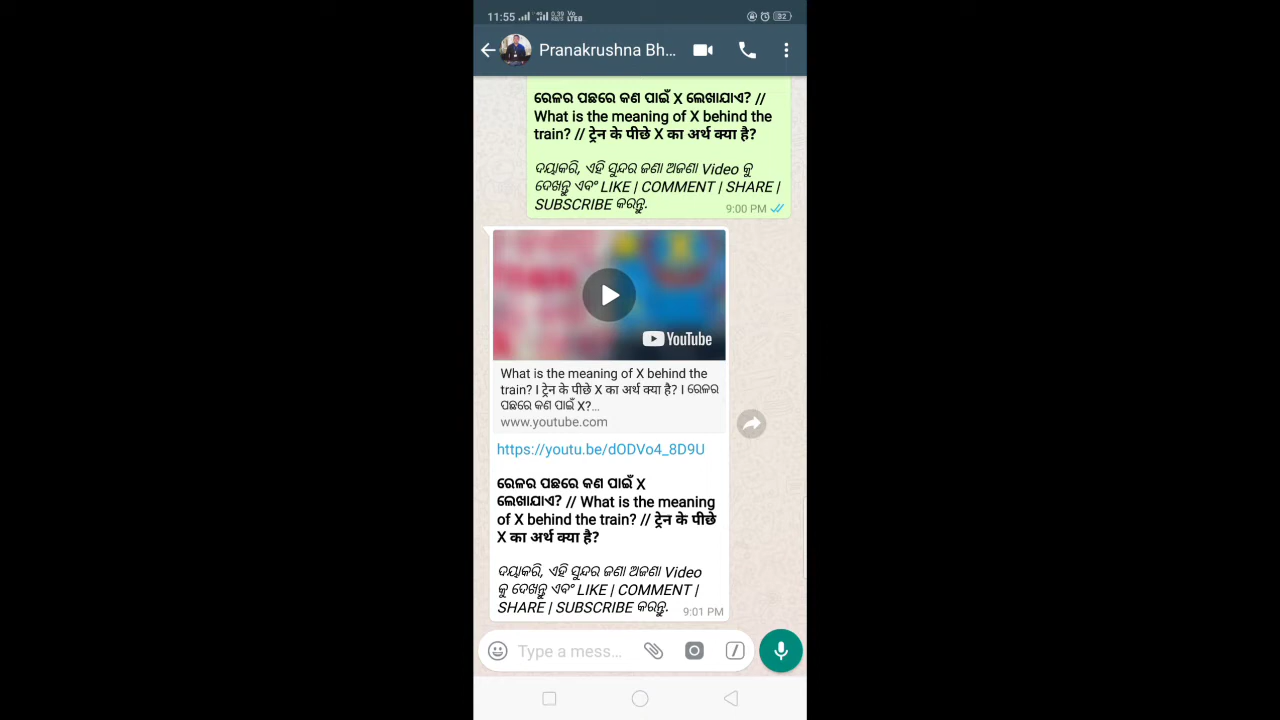 11:55
Pranakrushna Bh...
ରେଳର ପଛରେ କଣ ପାଇଁ X ଲେଖାଯାଏ? //
What is the meaning of X behind the
train? // ट्रेन के पीछे X का अर्थ क्या है?
ଦୟାକରି, ଏହି ସୁନ୍ଦର ଜଣା ଅଜଣା Video କୁ
ଦେଖନ୍ତୁ ଏବଂ LIKE | COMMENT | SHARE |
SUBSCRIBE କରନ୍ତୁ.
9:00 PM
YouTube
What is the meaning of X behind the
train? I ट्रेन के पीछे X का अर्थ क्या है? I ରେଳର
ପଛରେ କଣ ପାଇଁ X?...
www.youtube.com
https://youtu.be/dODVo4_8D9U
ରେଳର ପଛରେ କଣ ପାଇଁ X
ଲେଖାଯାଏ? // What is the meaning
of X behind the train? // ट्रेन के पीछे
X का अर्थ क्या है?
ଦୟାକରି, ଏହି ସୁନ୍ଦର ଜଣା ଅଜଣା Video
କୁ ଦେଖନ୍ତୁ ଏବଂ LIKE | COMMENT |
SHARE | SUBSCRIBE କରନ୍ତୁ.
9:01 PM
Type a mess...